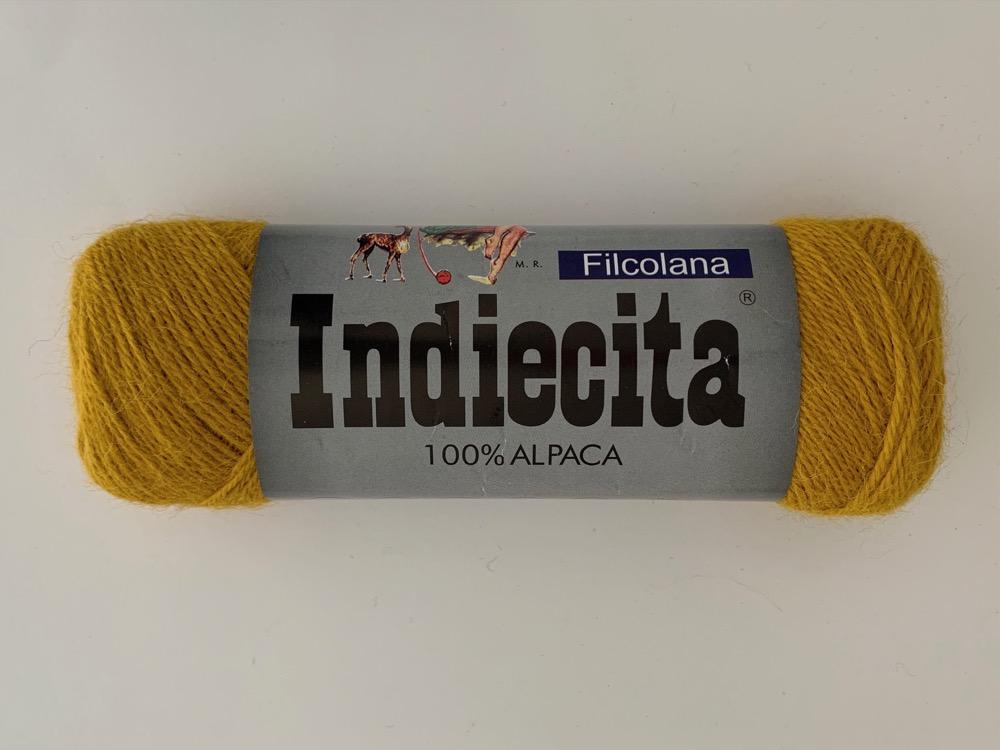 M. R.
Filcolana
Indiecita®
100% ALPACA